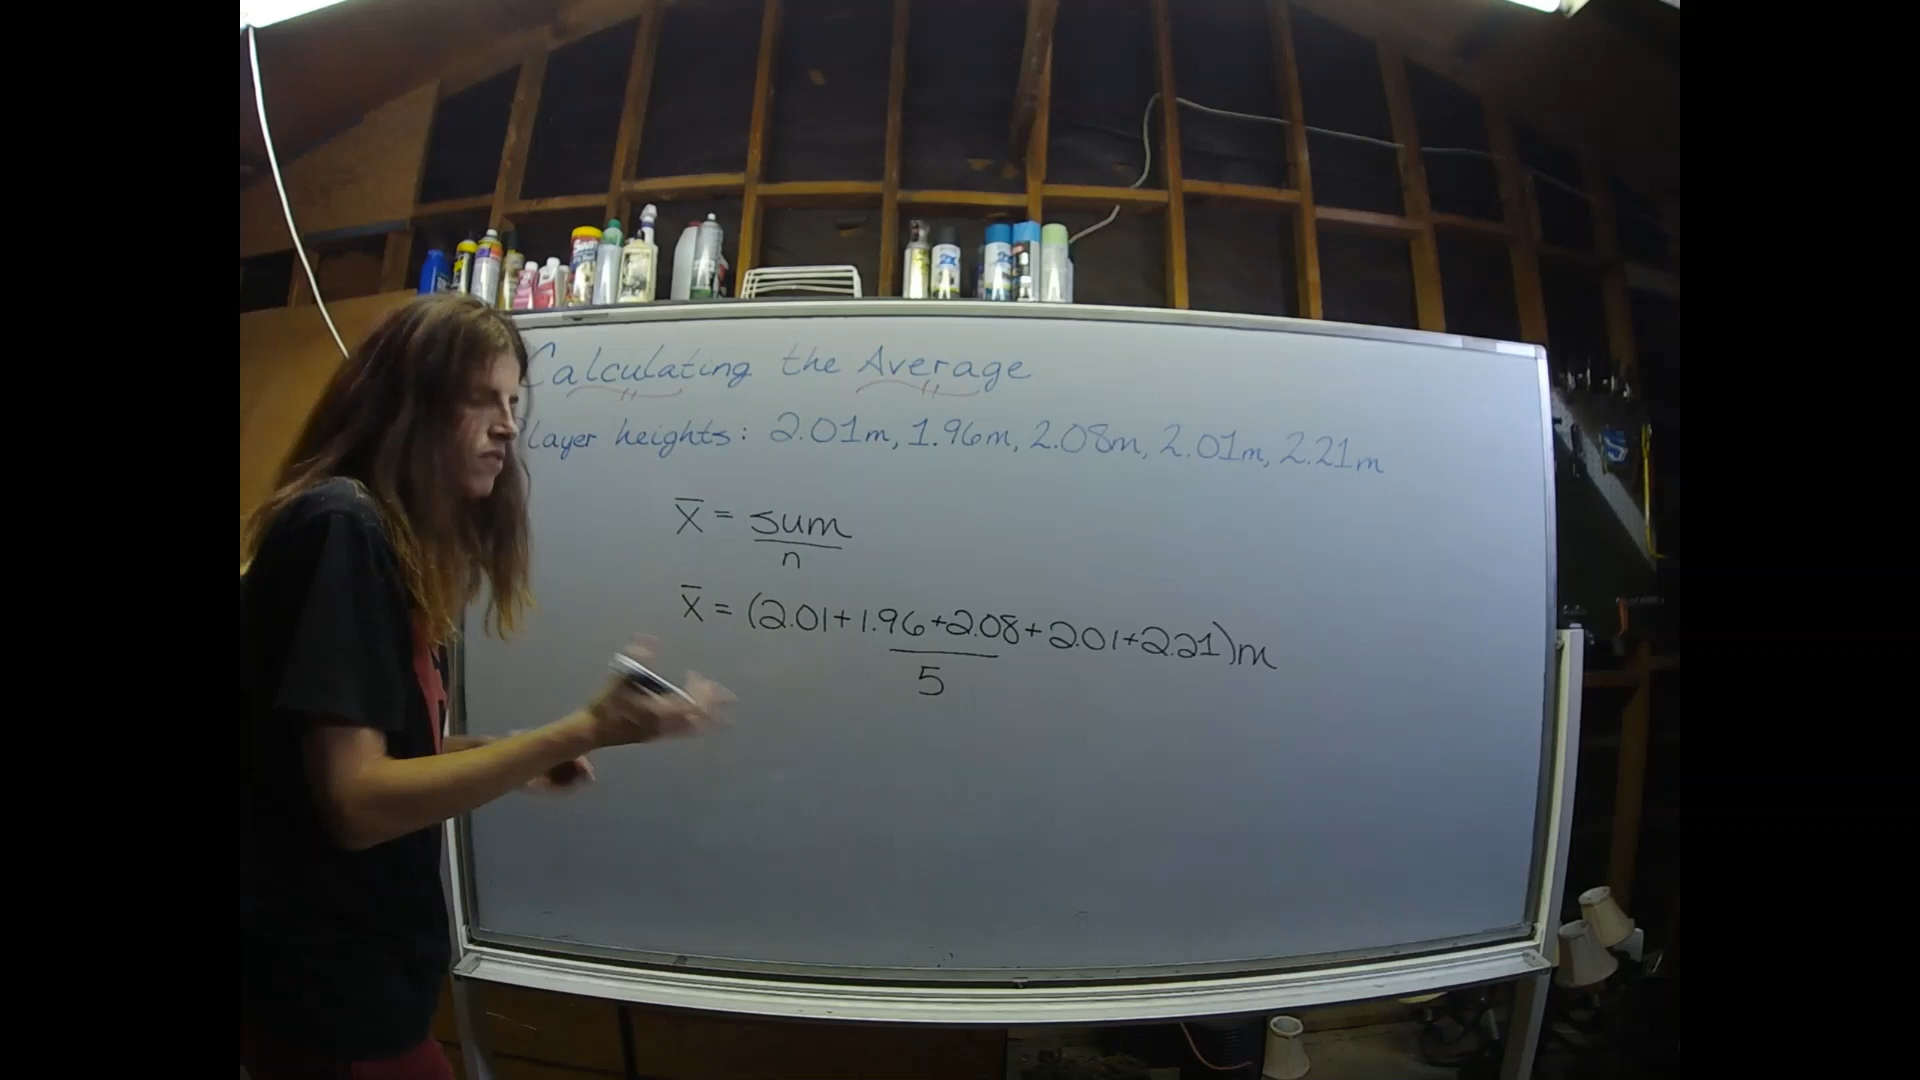 Calculating the Average
layer heights: 2.01m, 1.96m, 2.08m, 2.01m, 2.21m
x̅ = sum
n
x̅ = (2.01+1.96+2.08+2.01+2.21)m
5